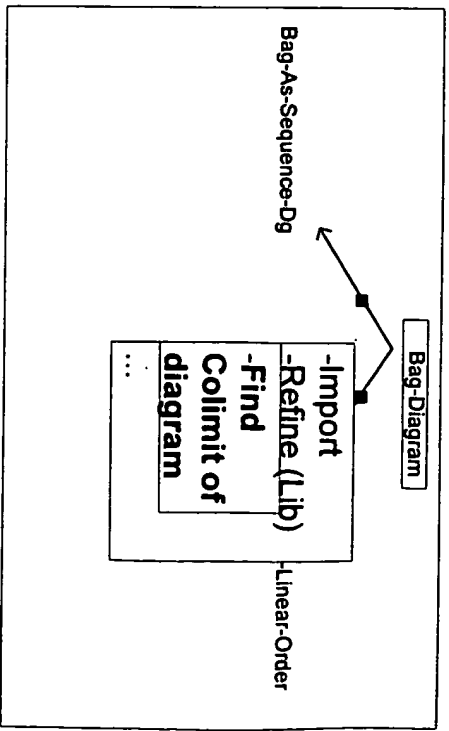 Bag-Diagram
Bag-As-Sequence-Dg
-Import
-Refine (Lib)
-Find
Colimit of
diagram
...
-Linear-Order